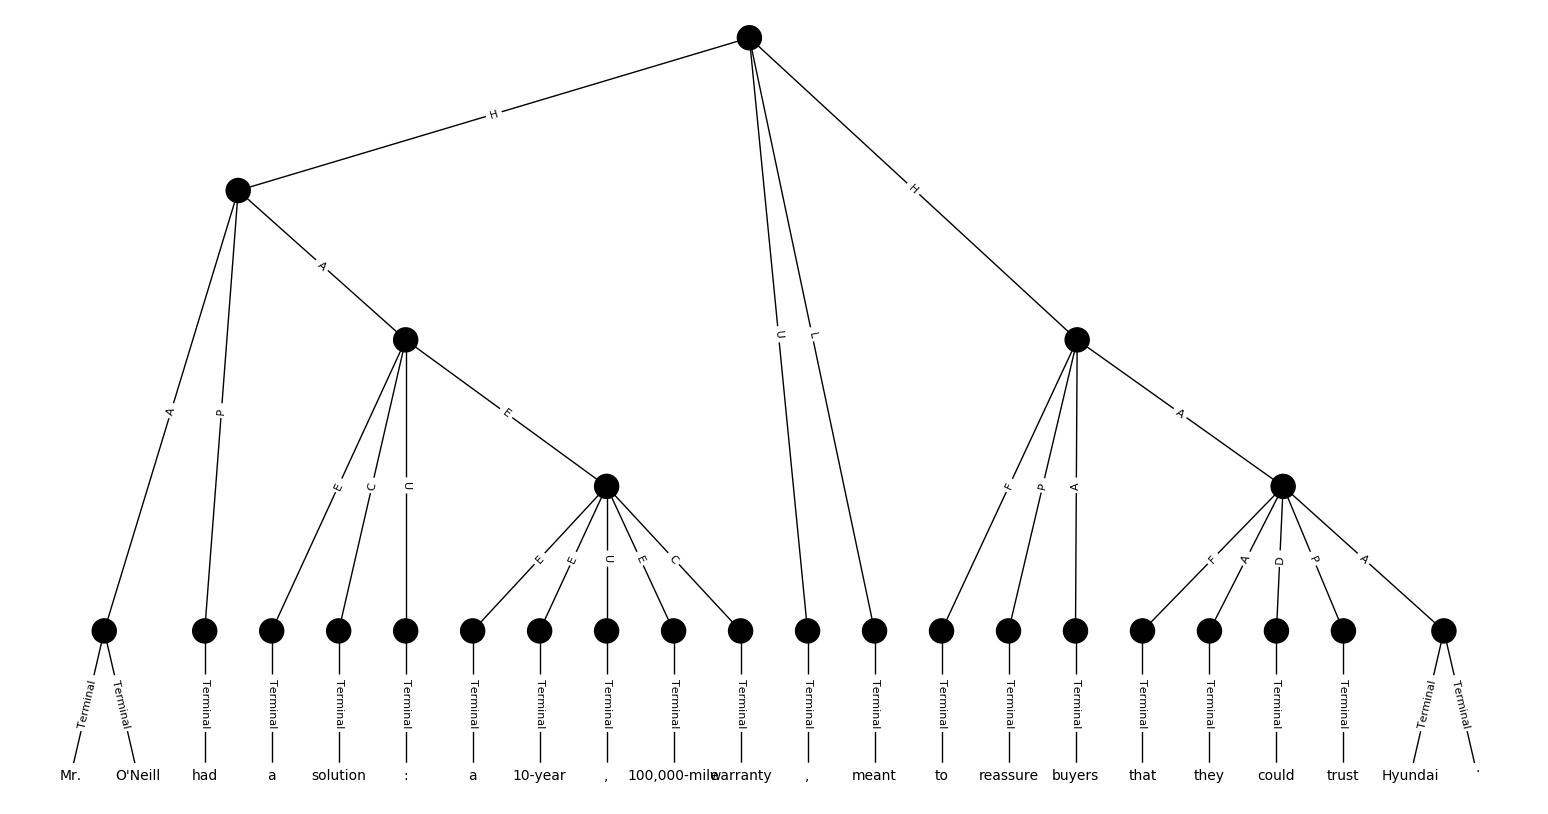 H
H
A
A
U
L
A
P
E
A
E
C
U
F
P
A
E
E
U
E
C
F
A
D
P
A
Terminal Terminal Terminal Terminal Terminal Terminal Terminal Terminal Terminal Terminal Terminal Terminal Terminal Terminal Terminal Terminal Terminal Terminal Terminal Terminal Terminal Terminal
Mr. O'Neill had a solution : a 10-year , 100,000-mile warranty , meant to reassure buyers that they could trust Hyundai .